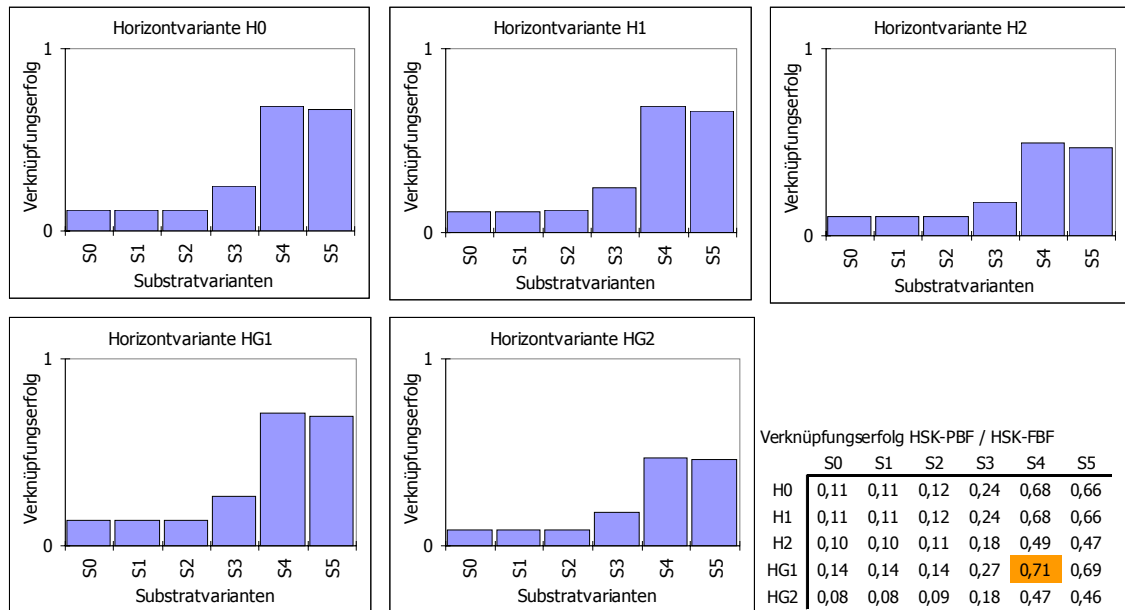 Horizontvariante H0
1
Verknüpfungserfolg
0
S0 S1 S2 S3 S4 S5
Substratvarianten
Horizontvariante H1
1
Verknüpfungserfolg
0
S0 S1 S2 S3 S4 S5
Substratvarianten
Horizontvariante H2
1
Verknüpfungserfolg
0
S0 S1 S2 S3 S4 S5
Substratvarianten
Horizontvariante HG1
1
Verknüpfungserfolg
0
S0 S1 S2 S3 S4 S5
Substratvarianten
Horizontvariante HG2
1
Verknüpfungserfolg
0
S0 S1 S2 S3 S4 S5
Substratvarianten
Verknüpfungserfolg HSK-PBF / HSK-FBF
S0 S1 S2 S3 S4 S5
H0 0,11 0,11 0,12 0,24 0,68 0,66
H1 0,11 0,11 0,12 0,24 0,68 0,66
H2 0,10 0,10 0,11 0,18 0,49 0,47
HG1 0,14 0,14 0,14 0,27 0,71 0,69
HG2 0,08 0,08 0,09 0,18 0,47 0,46